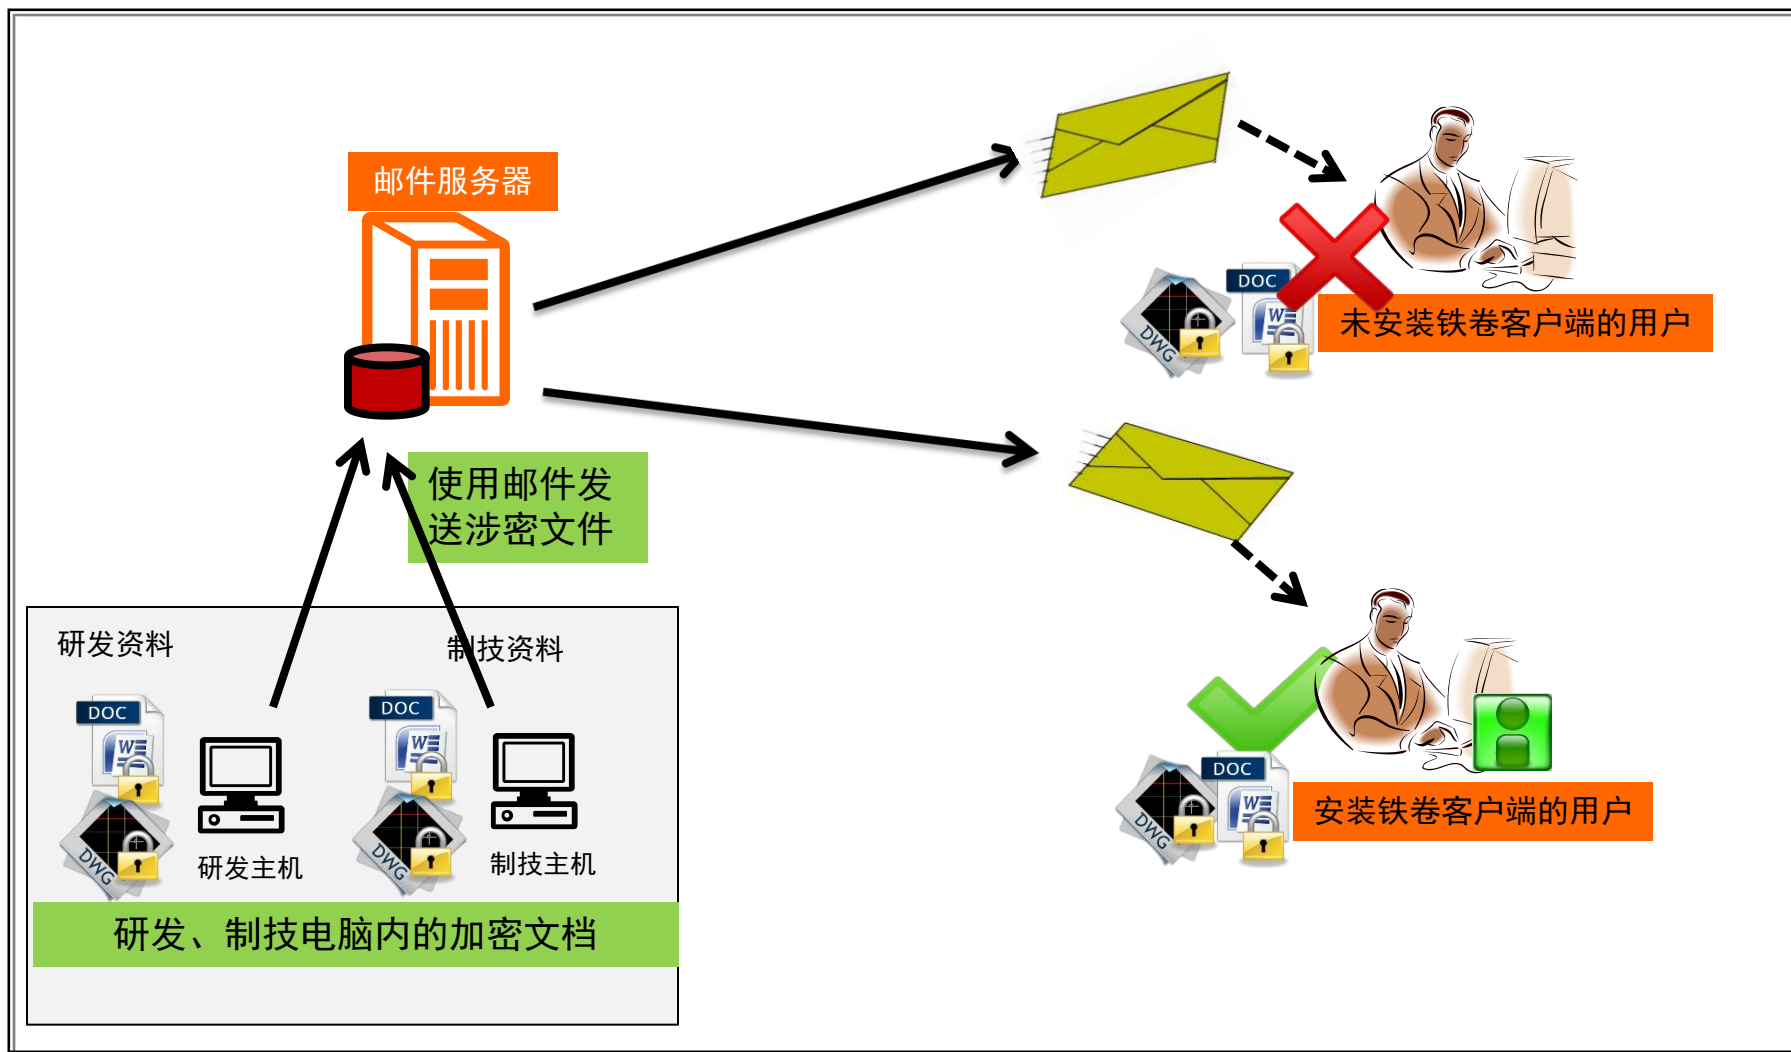 邮件服务器
DOC
DWG
未安装铁卷客户端的用户
使用邮件发
送涉密文件
研发资料
制技资料
DOC
W
DWG
研发主机
DOC
W
DWG
制技主机
研发、制技电脑内的加密文档
DOC
W
DWG
安装铁卷客户端的用户
W